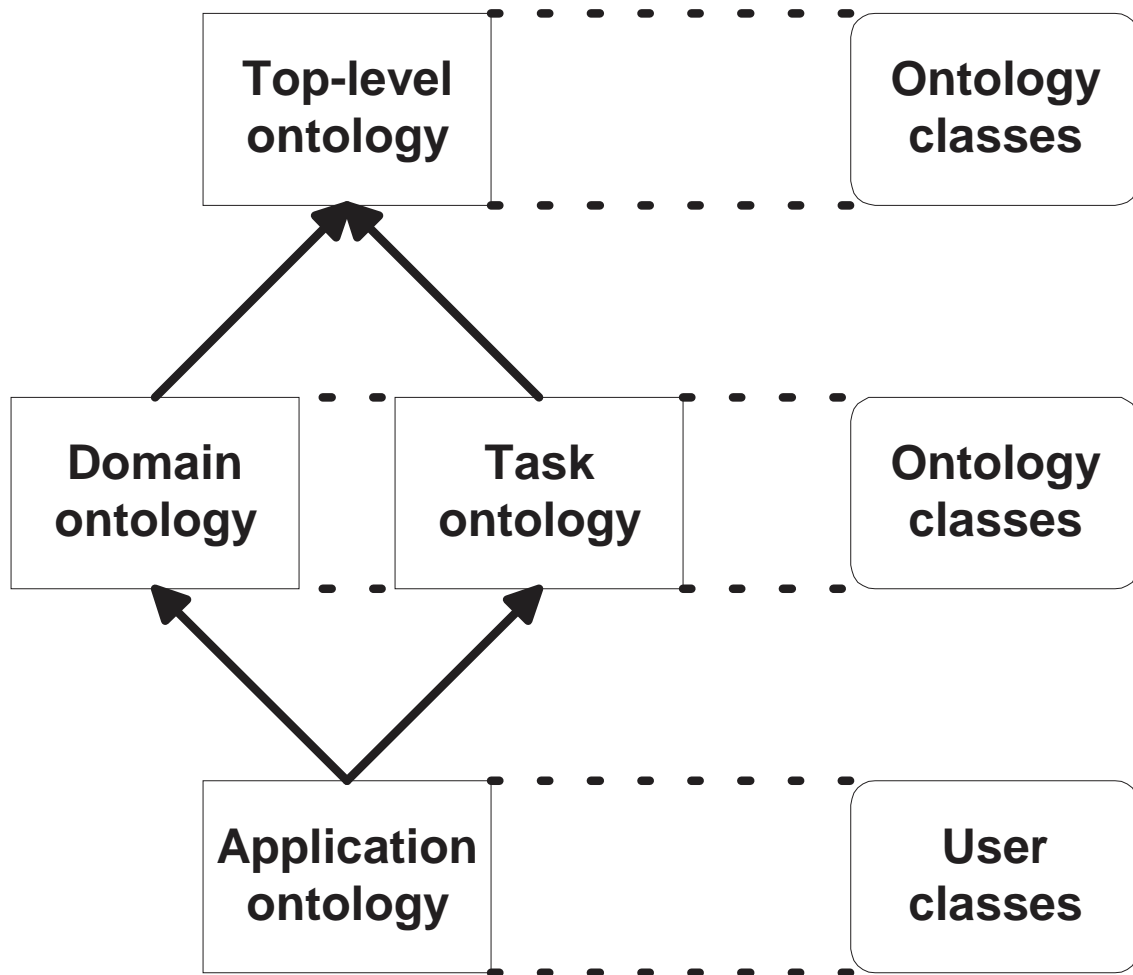 Top-level
ontology
Ontology
classes
Domain
ontology
Task
ontology
Ontology
classes
Application
ontology
User
classes